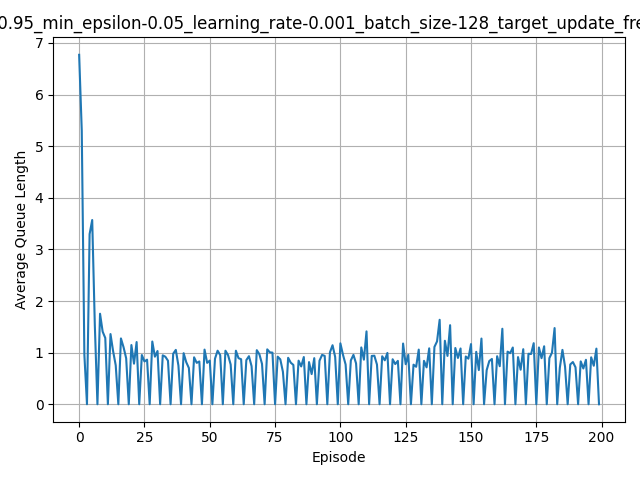 0.95_min_epsilon-0.05_learning_rate-0.001_batch_size-128_target_update_fre
7
6
5
4
3
2
1
0
Average Queue Length
0 25 50 75 100 125 150 175 200
Episode